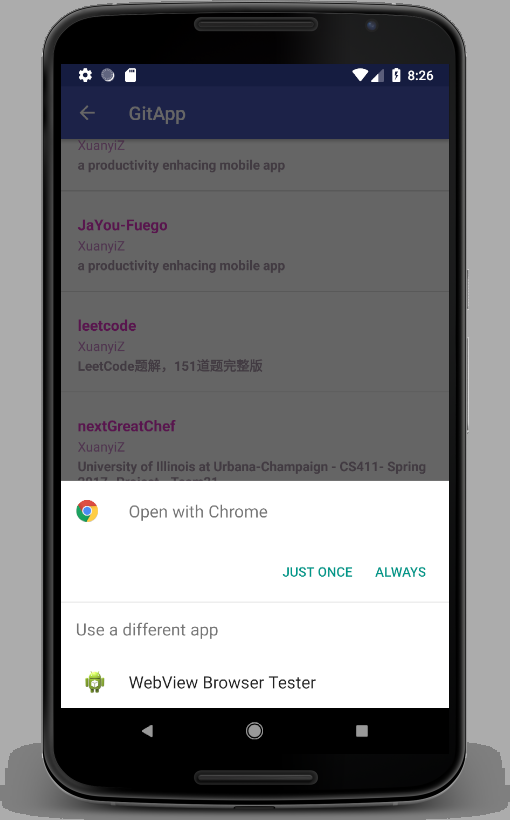 8:26
GitApp
XuanyiZ
a productivity enhacing mobile app
JaYou-Fuego
XuanyiZ
a productivity enhacing mobile app
leetcode
XuanyiZ
LeetCode题解，151道题完整版
nextGreatChef
XuanyiZ
University of Illinois at Urbana-Champaign - CS411- Spring
Open with Chrome
JUST ONCE ALWAYS
Use a different app
WebView Browser Tester